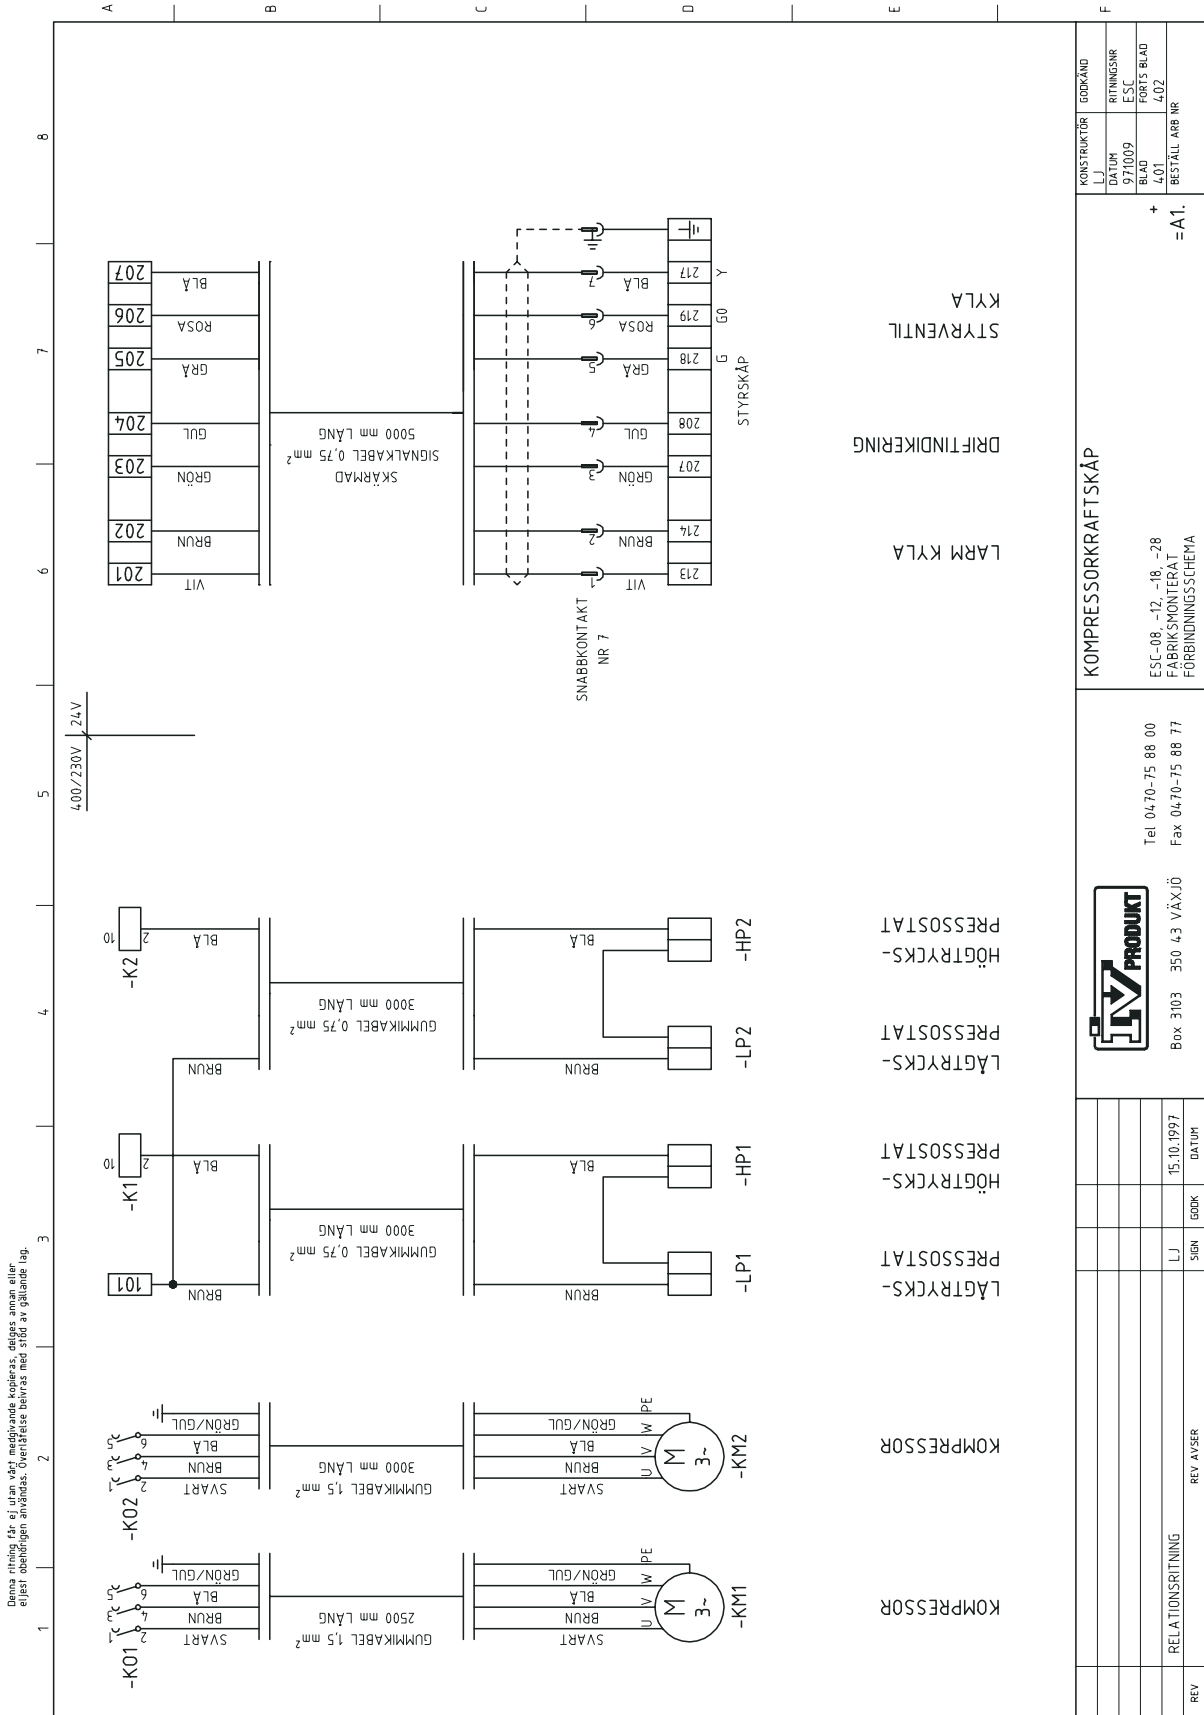 Denna ritning får ej utan vårt medgivande kopieras, delges annan eller
eljest obehörigen användas. Överträdelse beivras med stöd av gällande lag.
1
2
3
4
5
6
7
8
A
B
C
D
E
F
-K01
1 3 5
2 4 6
SVART
BRUN
BLÅ
GRÖN/GUL
GUMMIKABEL 1,5 mm²
2500 mm LÅNG
SVART
BRUN
BLÅ
GRÖN/GUL
U V W PE
M
3~
-KM1
KOMPRESSOR
-K02
1 3 5
2 4 6
SVART
BRUN
BLÅ
GRÖN/GUL
GUMMIKABEL 1,5 mm²
3000 mm LÅNG
SVART
BRUN
BLÅ
GRÖN/GUL
U V W PE
M
3~
-KM2
KOMPRESSOR
101
-K1
10
2
BRUN
BLÅ
GUMMIKABEL 0,75 mm²
3000 mm LÅNG
BRUN
BLÅ
-LP1
-HP1
LÅGTRYCKS-
PRESSOSTAT
HÖGTRYCKS-
PRESSOSTAT
-K2
10
2
BRUN
BLÅ
GUMMIKABEL 0,75 mm²
3000 mm LÅNG
BRUN
BLÅ
-LP2
-HP2
LÅGTRYCKS-
PRESSOSTAT
HÖGTRYCKS-
PRESSOSTAT
400/230V 24V
201 202 203 204 205 206 207
VIT BRUN GRÖN GUL GRÅ ROSA BLÅ
SKÄRMAD
SIGNALKABEL 0,75 mm²
5000 mm LÅNG
SNABBKONTAKT
NR 7
1 2 3 4 5 6 7
VIT BRUN GRÖN GUL GRÅ ROSA BLÅ
213 214 207 208 218 219 217
G G0 Y
STYRSKÅP
LARM KYLA
DRIFTINDIKERING
STYRVENTIL
KYLA
REV
REV AVSER
SIGN
GODK
DATUM
RELATIONSRITNING
LJ
15.10.1997
IV PRODUKT
Box 3103 350 43 VÄXJÖ
Tel 0470-75 88 00
Fax 0470-75 88 77
KOMPRESSORKRAFTSKÅP
ESC-08, -12, -18, -28
FABRIKSMONTERAT
FÖRBINDNINGSSCHEMA
+
=A1.
KONSTRUKTÖR
LJ
GODKÄND
DATUM
971009
RITNINGSNR
ESC
BLAD
401
FORTS BLAD
402
BESTÄLL ARB NR